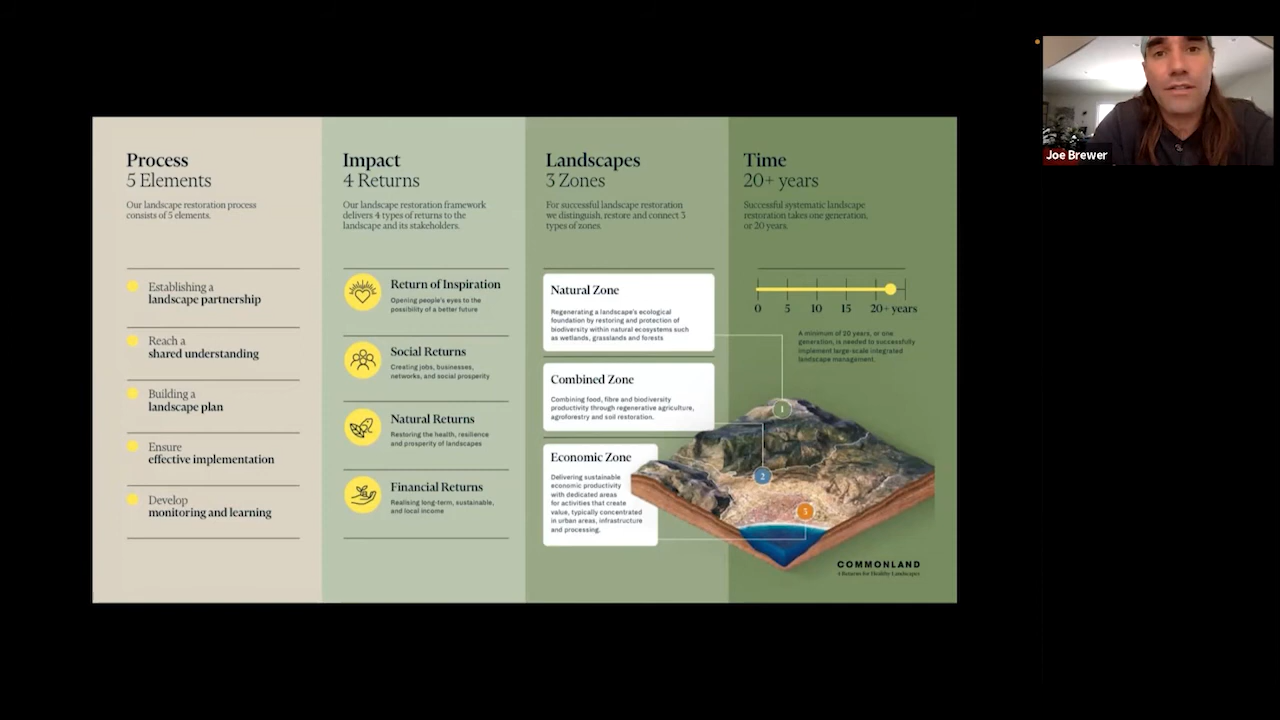 Process
5 Elements
Our landscape restoration process
consists of 5 elements.
Establishing a
landscape partnership
Reach a
shared understanding
Building a
landscape plan
Ensure
effective implementation
Develop
monitoring and learning
Impact
4 Returns
Our landscape restoration framework
delivers 4 types of returns to the
landscape and its stakeholders.
Return of Inspiration
Opening people's eyes to the
possibility of a better future
Social Returns
Creating jobs, businesses,
networks, and social prosperity
Natural Returns
Restoring the health, resilience
and prosperity of landscapes
Financial Returns
Realising long-term, sustainable,
and local income
Landscapes
3 Zones
For successful landscape restoration
we distinguish, restore and connect 3
types of zones.
Natural Zone
Regenerating a landscape's ecological
foundation by restoring and protection of
biodiversity within natural ecosystems such
as wetlands, grasslands and forests
Combined Zone
Combining food, fibre and biodiversity
productivity through regenerative agriculture,
agroforestry and soil restoration.
Economic Zone
Delivering sustainable
economic productivity
with dedicated areas
for activities that create
value, typically concentrated
in urban areas, infrastructure
and processing.
Time
20+ years
Successful systematic landscape
restoration takes one generation,
or 20 years.
0 5 10 15 20+ years
A minimum of 20 years, or one
generation, is needed to successfully
implement large-scale integrated
landscape management.
1
2
3
COMMONLAND
4 Returns for Healthy Landscapes
Joe Brewer